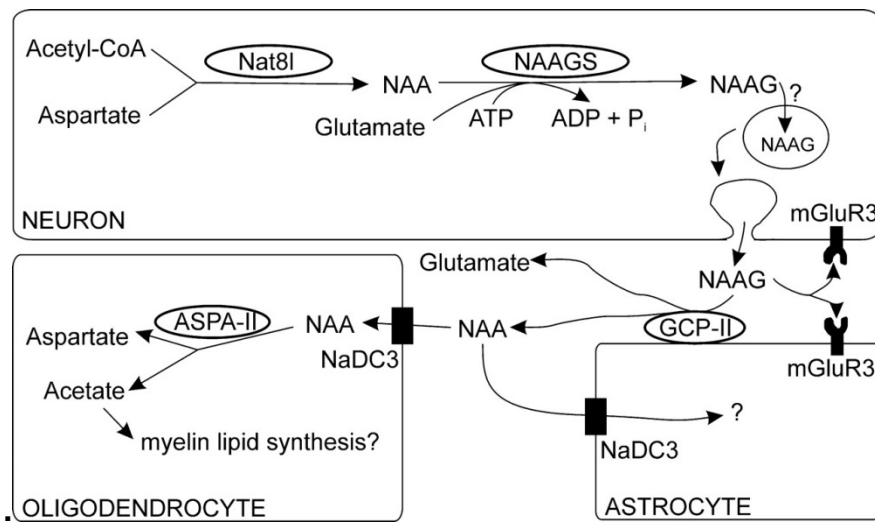 Acetyl-CoA
Nat8l
NAAGS
Aspartate
NAA
NAAG
?
Glutamate
ATP
ADP + Pi
NAAG
NEURON
mGluR3
Glutamate
NAAG
ASPA-II
NAA
NAA
GCP-II
Aspartate
NaDC3
mGluR3
Acetate
?
myelin lipid synthesis?
NaDC3
OLIGODENDROCYTE
ASTROCYTE